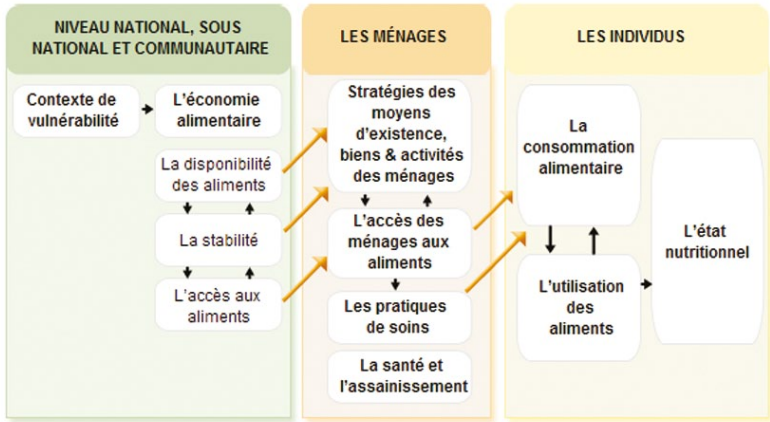 NIVEAU NATIONAL, SOUS
NATIONAL ET COMMUNAUTAIRE
Contexte de
vulnérabilité
L'économie
alimentaire
La disponibilité
des aliments
La stabilité
L'accès aux
aliments
LES MÉNAGES
Stratégies des
moyens
d'existence,
biens & activités
des ménages
L'accès des
ménages aux
aliments
Les pratiques
de soins
La santé et
l'assainissement
LES INDIVIDUS
La
consommation
alimentaire
L'utilisation
des
aliments
L'état
nutritionnel